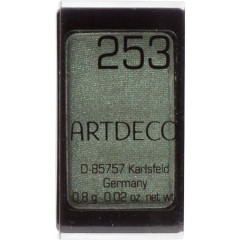 253
ARTDECO
D-85757 Karlsfeld
Germany
0.8 g. 0.02 oz. net wt.